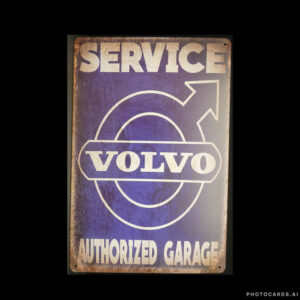 SERVICE
VOLVO
AUTHORIZED GARAGE
PHOTOCARDS.AI